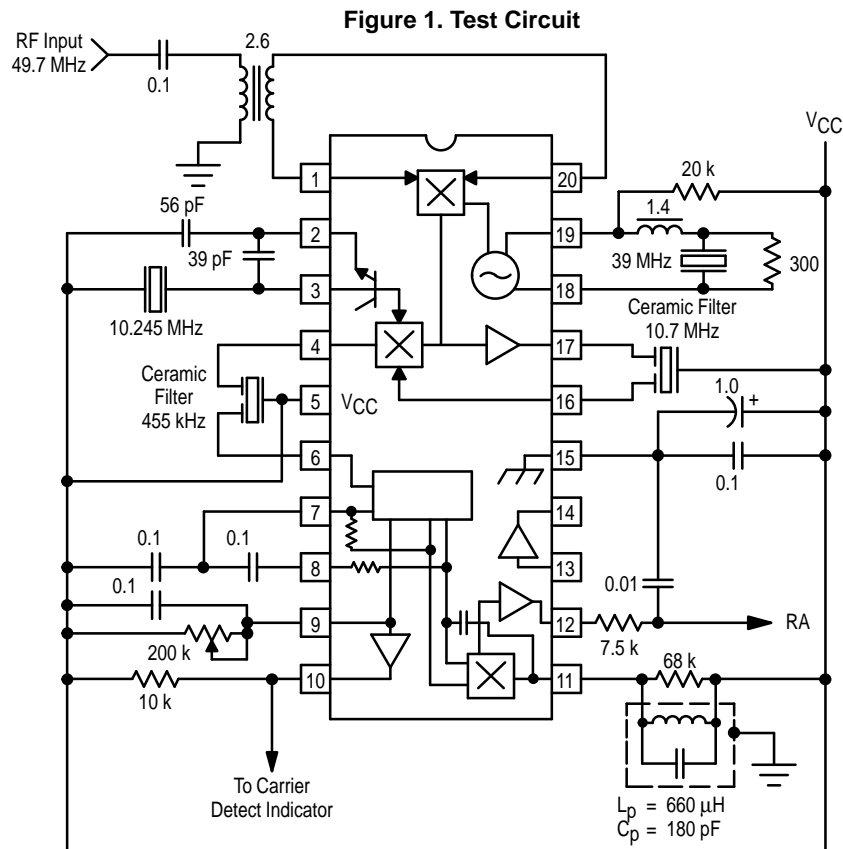 Figure 1. Test Circuit
RF Input
49.7 MHz
0.1
2.6
VCC
1
20
20 k
56 pF
1.4
2
19
39 pF
39 MHz
300
3
18
10.245 MHz
Ceramic Filter
10.7 MHz
4
17
Ceramic
Filter
455 kHz
5
VCC
16
1.0
+
6
15
0.1
7
14
0.1
0.1
8
13
0.01
0.1
9
12
7.5 k
RA
200 k
10
11
68 k
10 k
To Carrier
Detect Indicator
Lp = 660 µH
Cp = 180 pF